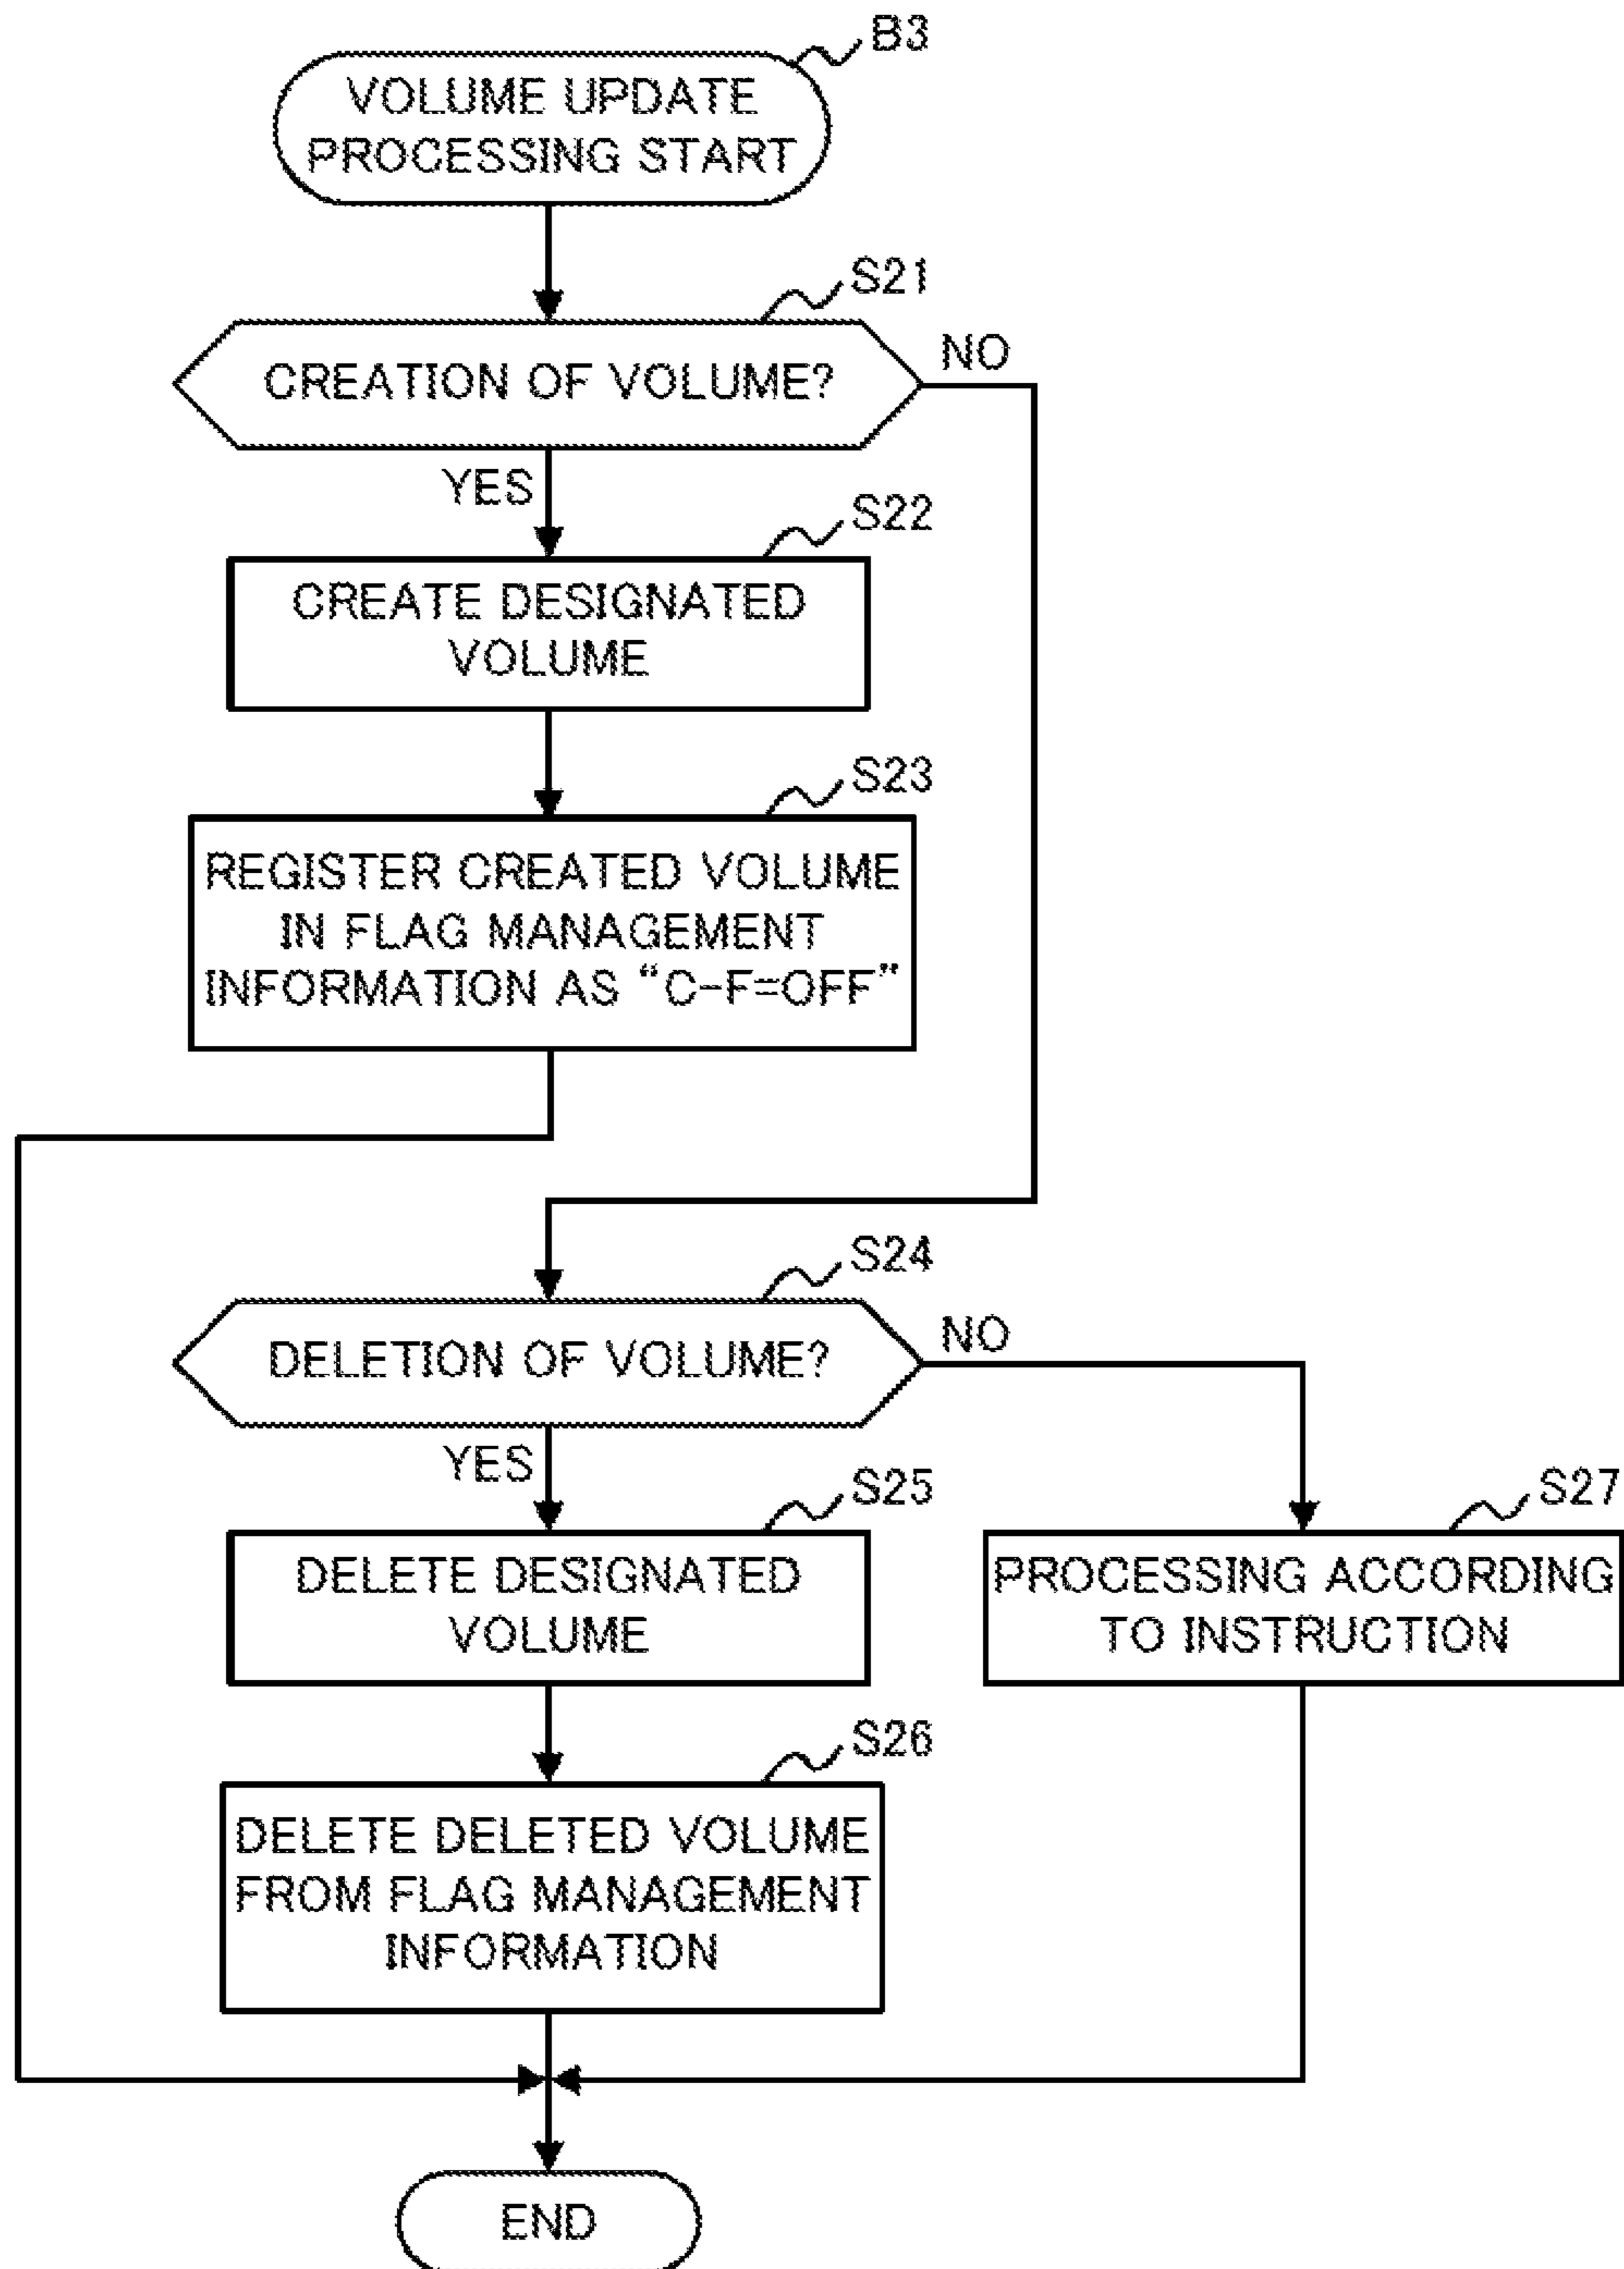 B3
VOLUME UPDATE
PROCESSING START
S21
CREATION OF VOLUME?
NO
YES
S22
CREATE DESIGNATED
VOLUME
S23
REGISTER CREATED VOLUME
IN FLAG MANAGEMENT
INFORMATION AS “C-F=OFF”
S24
DELETION OF VOLUME?
NO
YES
S25
DELETE DESIGNATED
VOLUME
S27
PROCESSING ACCORDING
TO INSTRUCTION
S26
DELETE DELETED VOLUME
FROM FLAG MANAGEMENT
INFORMATION
END